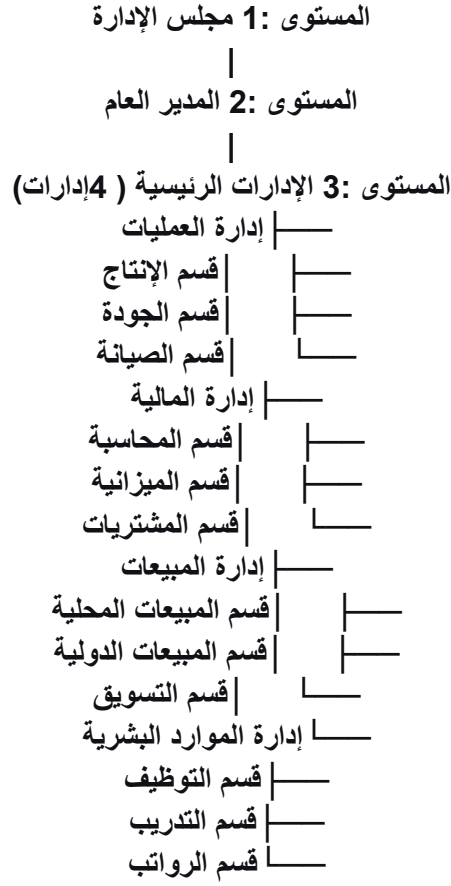 المستوى :1 مجلس الإدارة
|
المستوى :2 المدير العام
|
المستوى :3 الإدارات الرئيسية ( 4إدارات)
├── إدارة العمليات
│ ├── قسم الإنتاج
│ ├── قسم الجودة
│ └── قسم الصيانة
├── إدارة المالية
│ ├── قسم المحاسبة
│ ├── قسم الميزانية
│ └── قسم المشتريات
├── إدارة المبيعات
│ ├── قسم المبيعات المحلية
│ ├── قسم المبيعات الدولية
│ └── قسم التسويق
└── إدارة الموارد البشرية
├── قسم التوظيف
├── قسم التدريب
└── قسم الرواتب